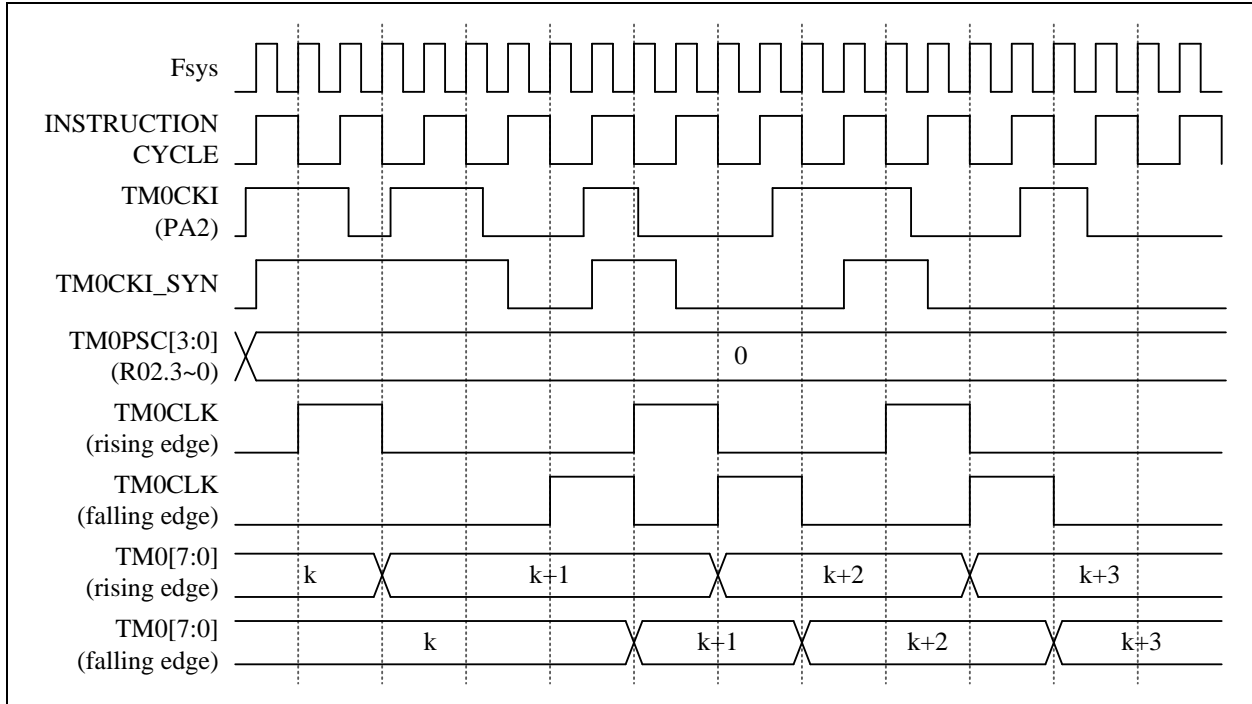 Fsys
INSTRUCTION
CYCLE
TM0CKI
(PA2)
TM0CKI_SYN
TM0PSC[3:0]
(R02.3~0)
0
TM0CLK
(rising edge)
TM0CLK
(falling edge)
TM0[7:0]
(rising edge)
k
k+1
k+2
k+3
TM0[7:0]
(falling edge)
k
k+1
k+2
k+3